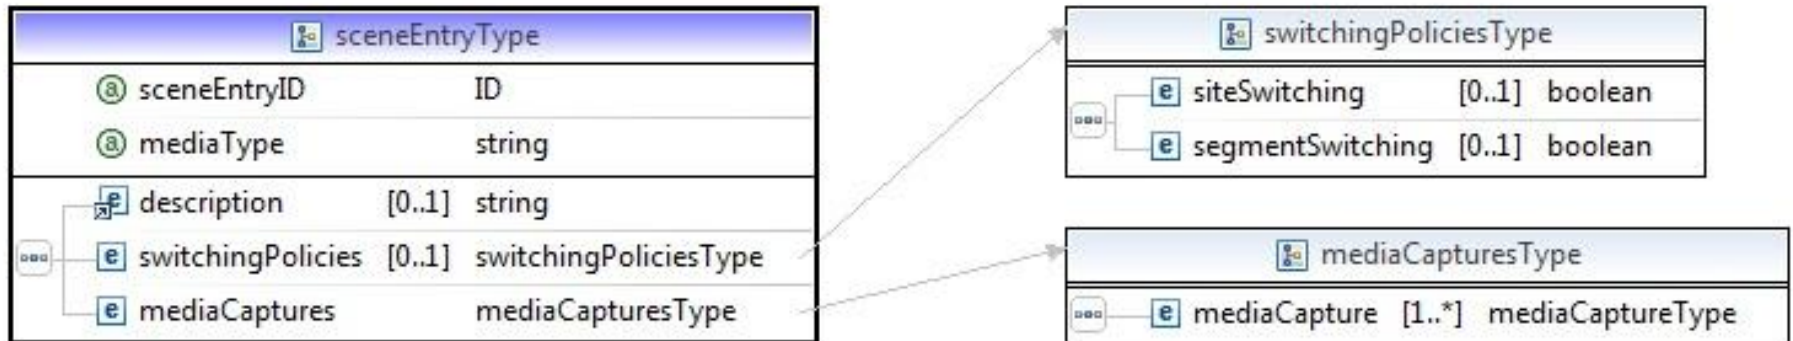 sceneEntryType
sceneEntryID ID
mediaType string
description [0..1] string
switchingPolicies [0..1] switchingPoliciesType
mediaCaptures mediaCapturesType
switchingPoliciesType
siteSwitching [0..1] boolean
segmentSwitching [0..1] boolean
mediaCapturesType
mediaCapture [1..*] mediaCaptureType